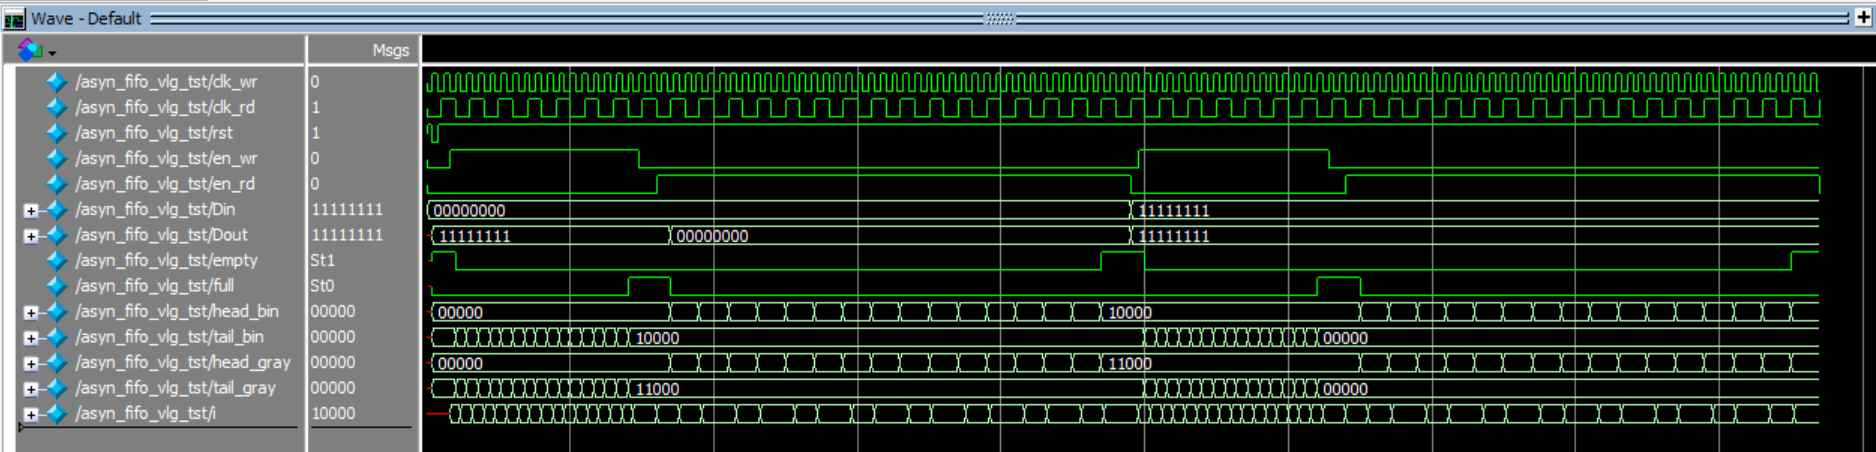 Wave - Default
Msgs
/asyn_fifo_vlg_tst/clk_wr 0
/asyn_fifo_vlg_tst/clk_rd 1
/asyn_fifo_vlg_tst/rst 1
/asyn_fifo_vlg_tst/en_wr 0
/asyn_fifo_vlg_tst/en_rd 0
/asyn_fifo_vlg_tst/Din 11111111 00000000 11111111
/asyn_fifo_vlg_tst/Dout 11111111 11111111 00000000 11111111
/asyn_fifo_vlg_tst/empty St1
/asyn_fifo_vlg_tst/full St0
/asyn_fifo_vlg_tst/head_bin 00000 00000 10000
/asyn_fifo_vlg_tst/tail_bin 00000 10000 00000
/asyn_fifo_vlg_tst/head_gray 00000 00000 11000
/asyn_fifo_vlg_tst/tail_gray 00000 11000 00000
/asyn_fifo_vlg_tst/i 10000